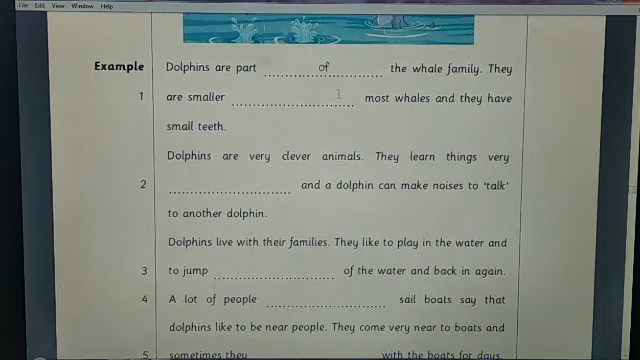 File Edit View Window Help
Example Dolphins are part of the whale family. They
1 are smaller ........................... most whales and they have
small teeth.
Dolphins are very clever animals. They learn things very
2 ........................... and a dolphin can make noises to ‘talk’
to another dolphin.
Dolphins live with their families. They like to play in the water and
3 to jump ........................... of the water and back in again.
4 A lot of people ........................... sail boats say that
dolphins like to be near people. They come very near to boats and
5 sometimes they ........................... with the boats for days.